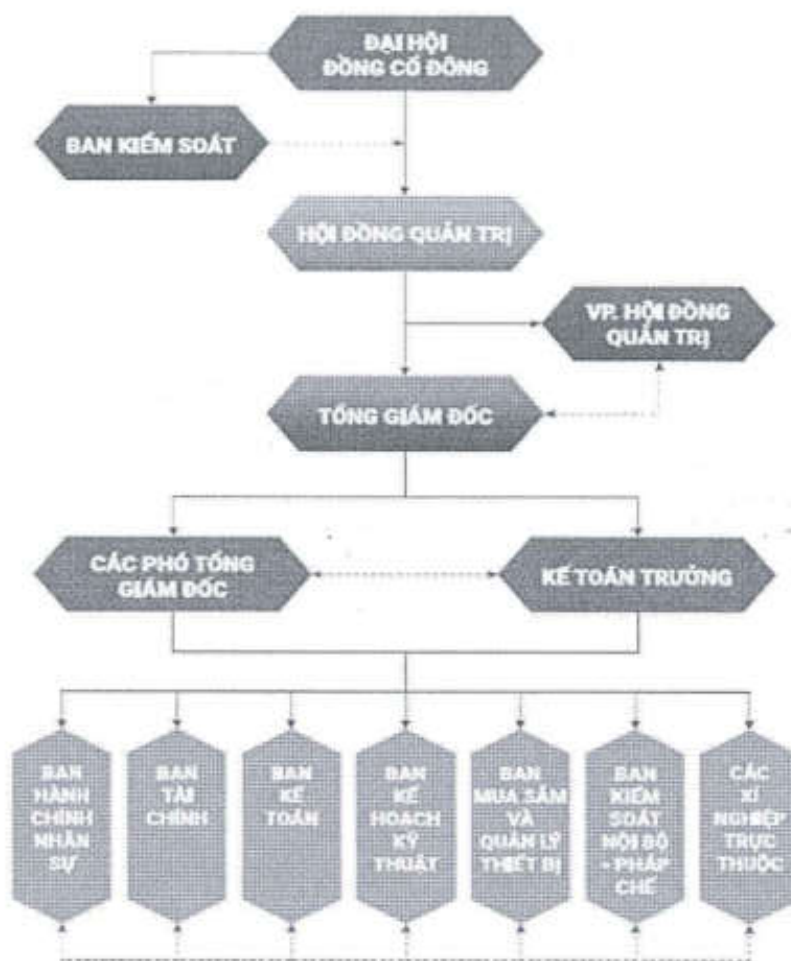 ĐẠI HỘI
ĐỒNG CỔ ĐÔNG
BAN KIỂM SOÁT
HỘI ĐỒNG QUẢN TRỊ
VP. HỘI ĐỒNG
QUẢN TRỊ
TỔNG GIÁM ĐỐC
CÁC PHÓ TỔNG
GIÁM ĐỐC
KẾ TOÁN TRƯỞNG
BAN
HÀNH
CHÍNH
NHÂN
SỰ
BAN
TÀI
CHÍNH
BAN
KẾ
TOÁN
BAN
KẾ
HOẠCH
KỸ
THUẬT
BAN
MUA SẮM
VÀ
QUẢN LÝ
THIẾT BỊ
BAN
KIỂM
SOÁT
NỘI BỘ
- PHÁP
CHẾ
CÁC
XÍ
NGHIỆP
TRỰC
THUỘC